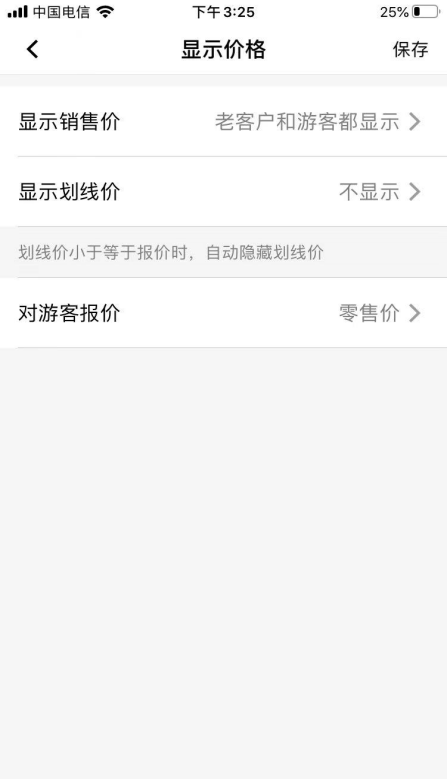 中国电信 下午3:25 25%
显示价格 保存
显示销售价 老客户和游客都显示
显示划线价 不显示
划线价小于等于报价时，自动隐藏划线价
对游客报价 零售价